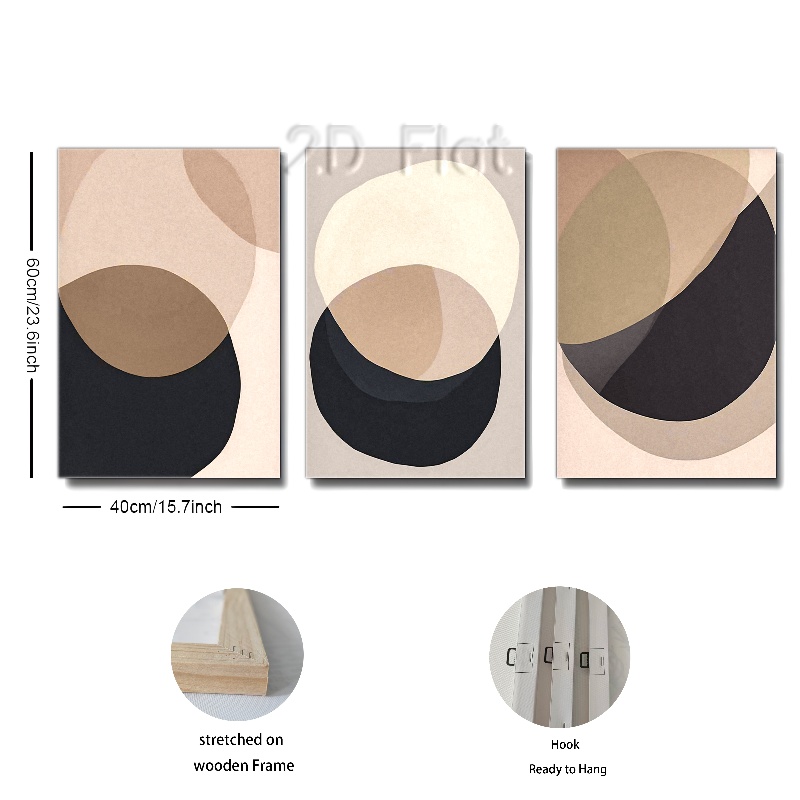 2D Flat
60cm/23.6inch
40cm/15.7inch
stretched on
wooden Frame
Hook
Ready to Hang